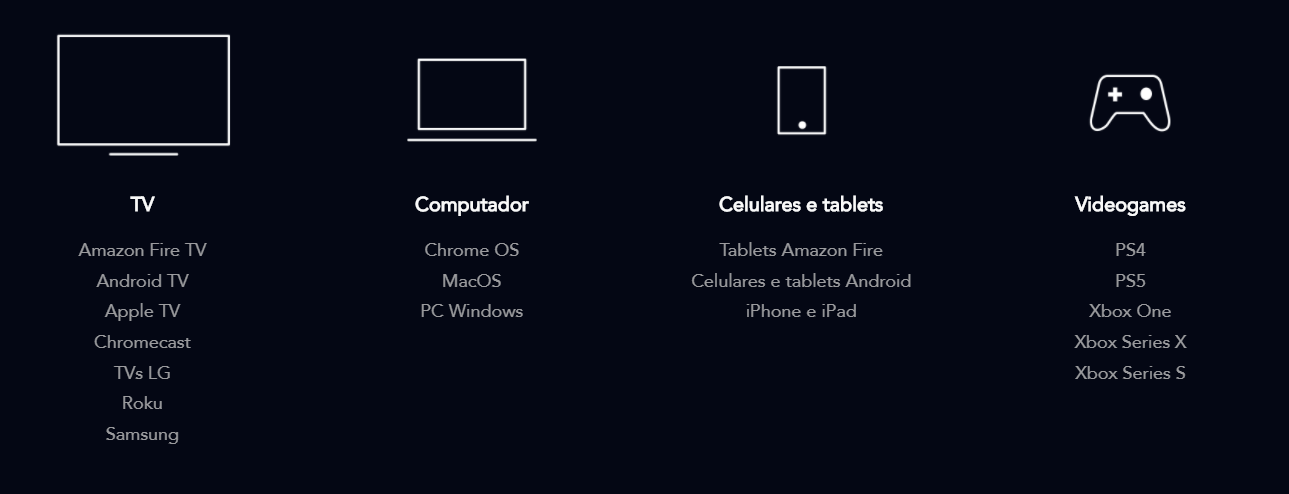 TV
Amazon Fire TV
Android TV
Apple TV
Chromecast
TVs LG
Roku
Samsung
Computador
Chrome OS
MacOS
PC Windows
Celulares e tablets
Tablets Amazon Fire
Celulares e tablets Android
iPhone e iPad
Videogames
PS4
PS5
Xbox One
Xbox Series X
Xbox Series S